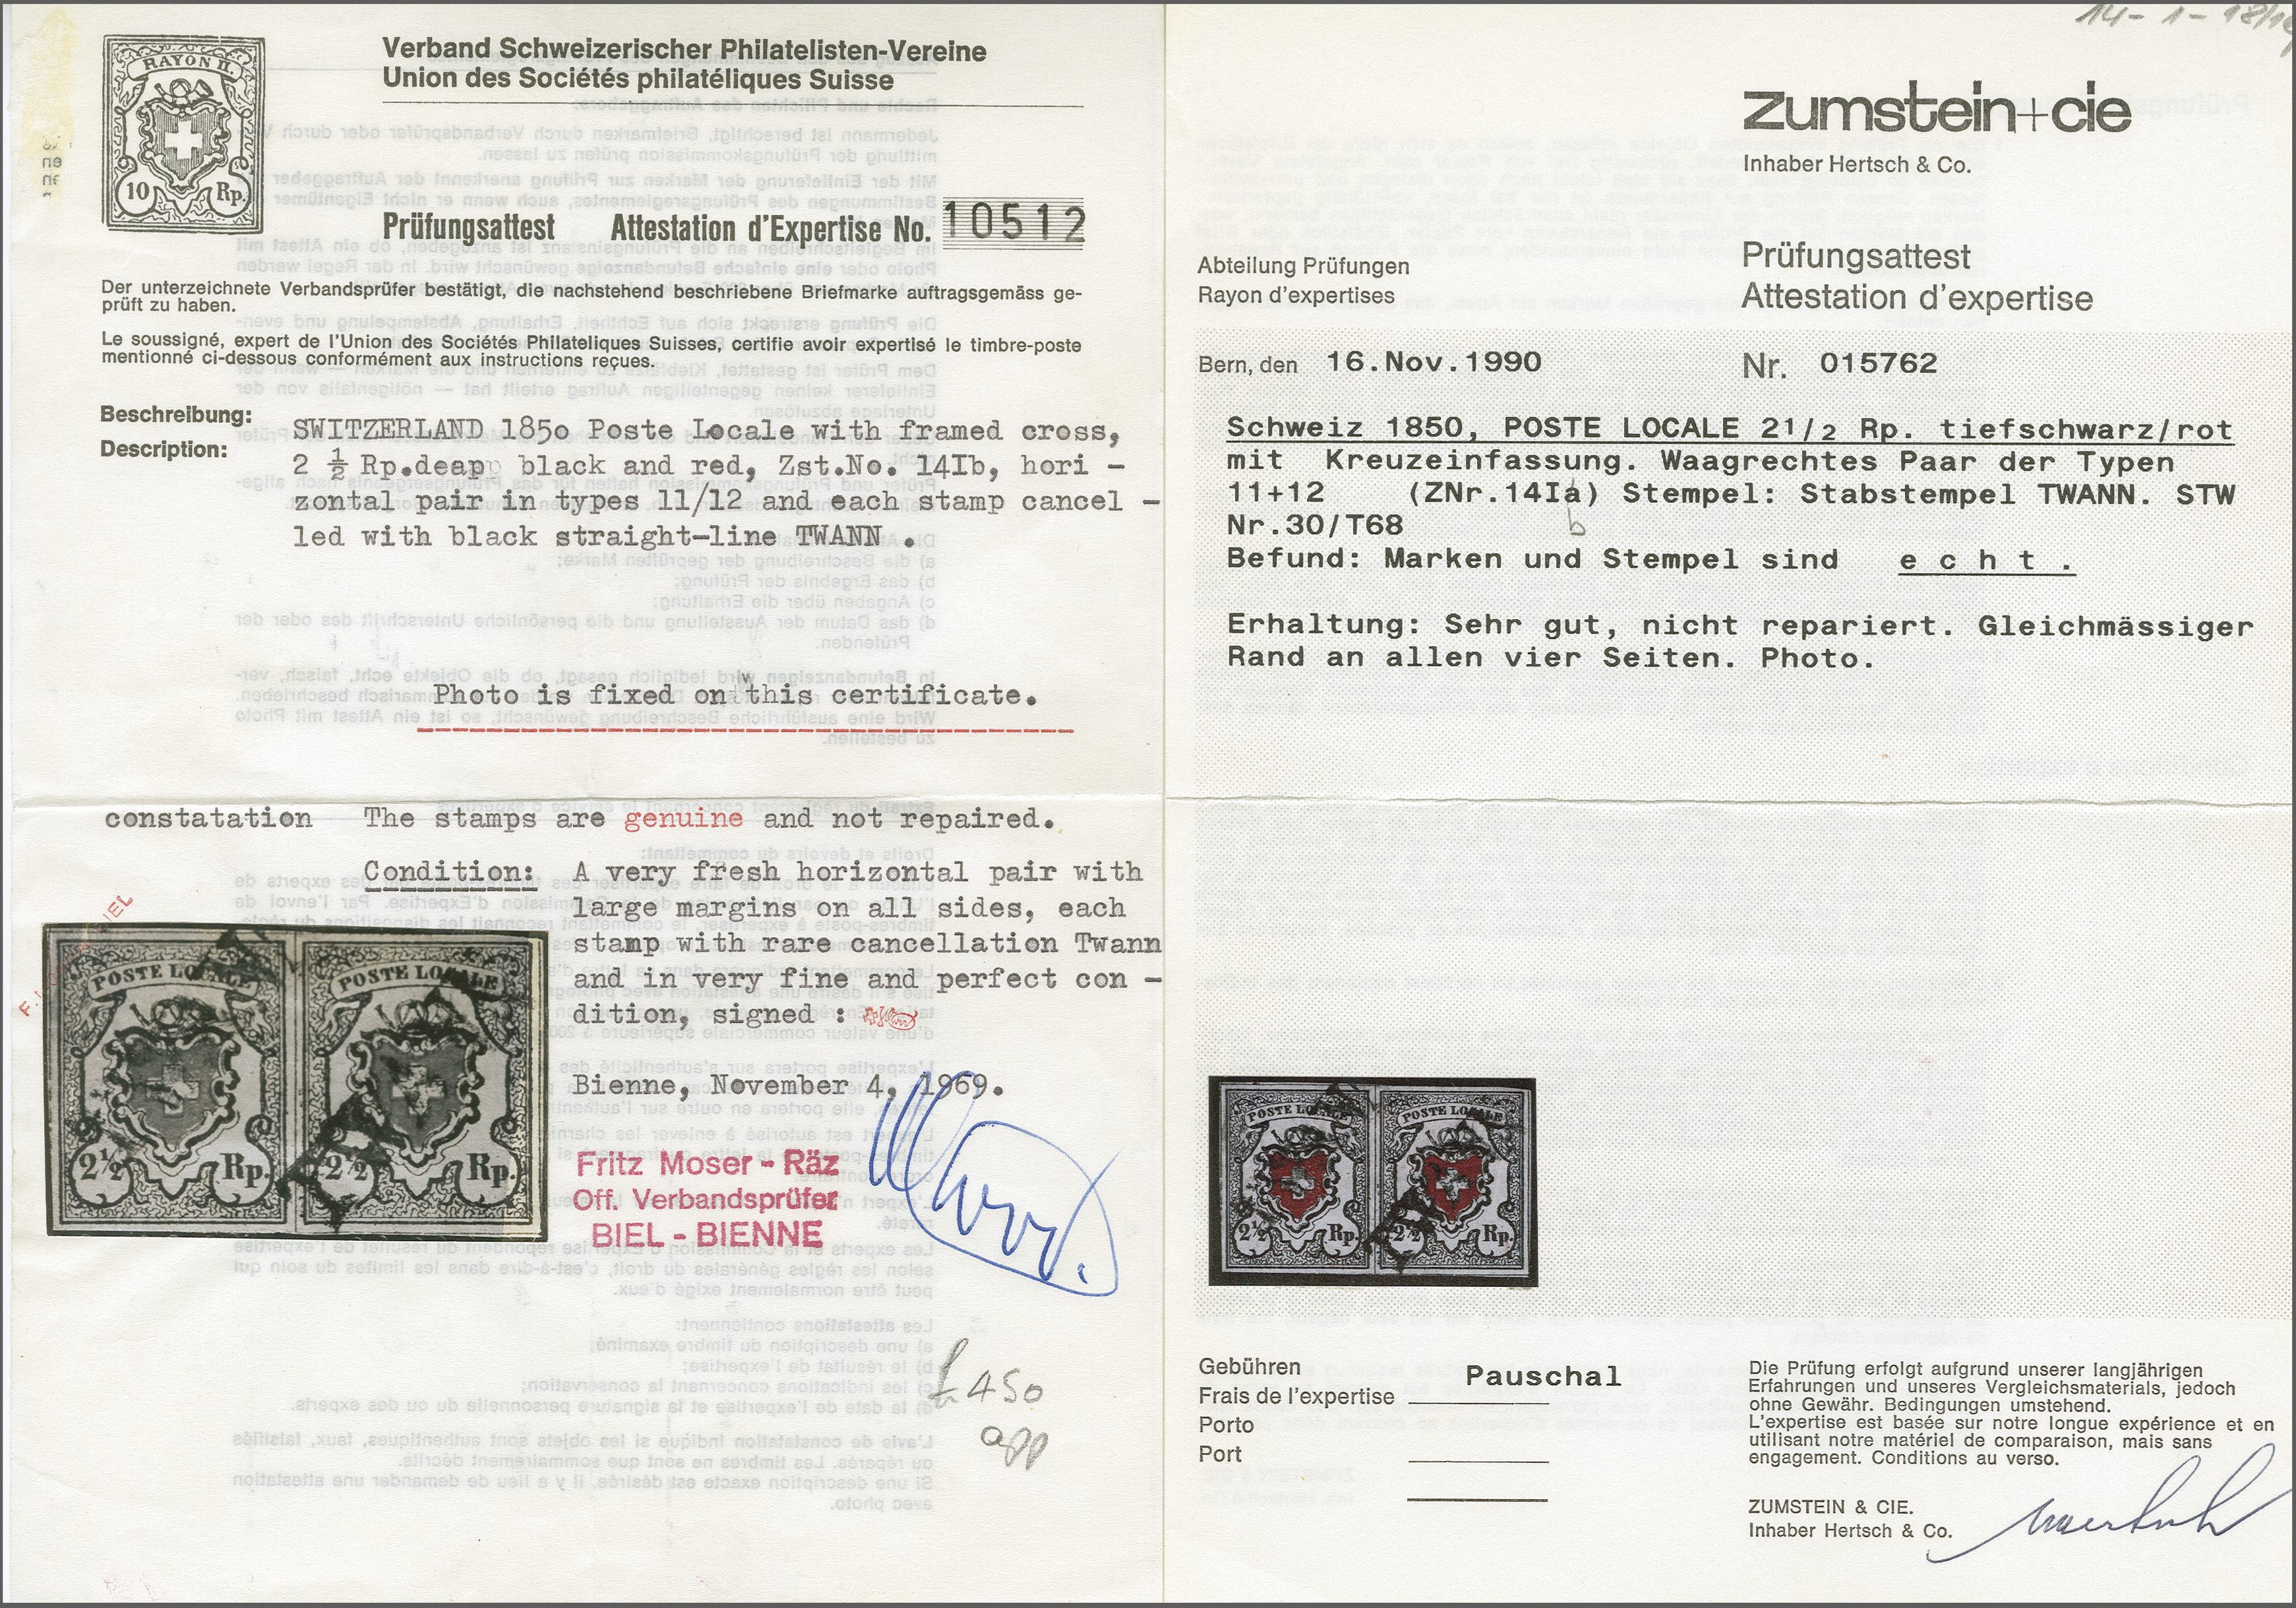 RAYON II.
10 Rp.
Verband Schweizerischer Philatelisten-Vereine
Union des Sociétés philatéliques Suisse
Prüfungsattest Attestation d'Expertise No. 10512
Der unterzeichnete Verbandsprüfer bestätigt, die nachstehend beschriebene Briefmarke auftragsgemäss ge-
prüft zu haben.
Le soussigné, expert de l'Union des Sociétés Philateliques Suisses, certifie avoir expertisé le timbre-poste
mentionné ci-dessous conformément aux instructions reçues.
Beschreibung:
Description:
SWITZERLAND 185o Poste Locale with framed cross,
2 ½ Rp.deap black and red, Zst.No. 14Ib, hori -
zontal pair in types 11/12 and each stamp cancel -
led with black straight-line TWANN .
Photo is fixed on this certificate.
constatation The stamps are genuine and not repaired.
Condition: A very fresh horizontal pair with
large margins on all sides, each
stamp with rare cancellation Twann
and in very fine and perfect con -
dition, signed :
Bienne, November 4, 1969.
POSTE LOCALE POSTE LOCALE
2½ Rp. 2½ Rp.
Fritz Moser - Räz
Off. Verbandsprüfer
BIEL - BIENNE
£450
app
14- 1-
zumstein+cie
Inhaber Hertsch & Co.
Abteilung Prüfungen
Rayon d'expertises
Prüfungsattest
Attestation d'expertise
Bern, den 16.Nov.1990 Nr. 015762
Schweiz 1850, POSTE LOCALE 2½ Rp. tiefschwarz/rot
mit Kreuzeinfassung. Waagrechtes Paar der Typen
11+12 (ZNr.14Ia) Stempel: Stabstempel TWANN. STW
b
Nr.30/T68
Befund: Marken und Stempel sind e c h t .
Erhaltung: Sehr gut, nicht repariert. Gleichmässiger
Rand an allen vier Seiten. Photo.
POSTE LOCALE POSTE LOCALE
2½ Rp. 2½ Rp.
Gebühren
Frais de l'expertise Pauschal
Porto
Port
Die Prüfung erfolgt aufgrund unserer langjährigen
Erfahrungen und unseres Vergleichsmaterials, jedoch
ohne Gewähr. Bedingungen umstehend.
L'expertise est basée sur notre longue expérience et en
utilisant notre matériel de comparaison, mais sans
engagement. Conditions au verso.
ZUMSTEIN & CIE.
Inhaber Hertsch & Co.